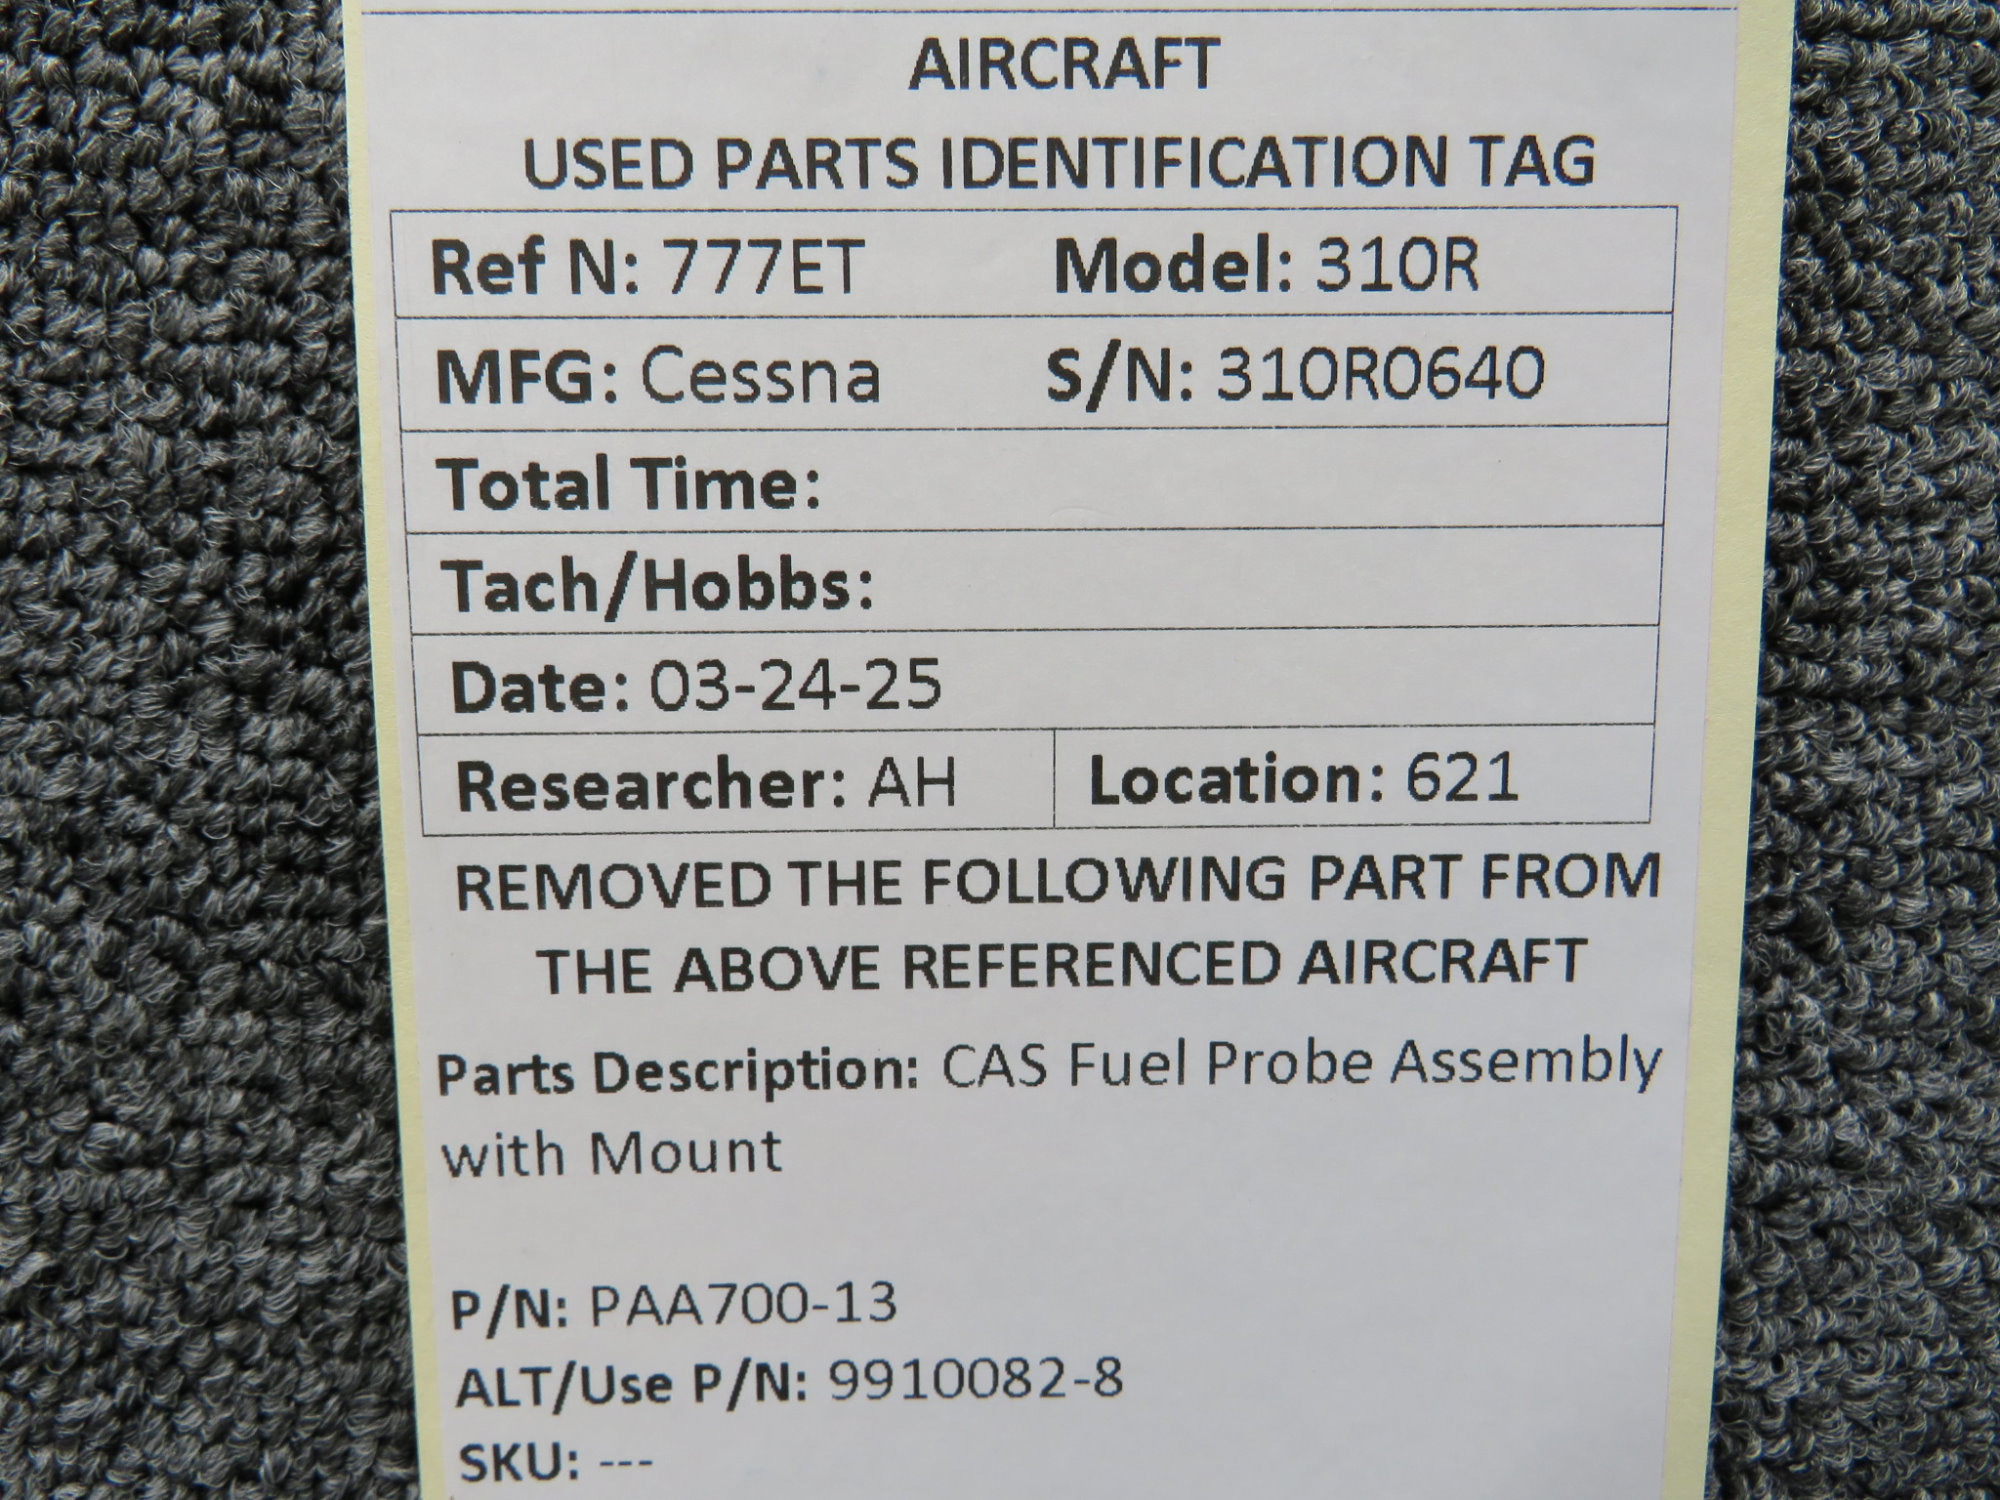 AIRCRAFT
USED PARTS IDENTIFICATION TAG
Ref N: 777ET Model: 310R
MFG: Cessna S/N: 310R0640
Total Time:
Tach/Hobbs:
Date: 03-24-25
Researcher: AH Location: 621
REMOVED THE FOLLOWING PART FROM
THE ABOVE REFERENCED AIRCRAFT
Parts Description: CAS Fuel Probe Assembly
with Mount
P/N: PAA700-13
ALT/Use P/N: 9910082-8
SKU: ---